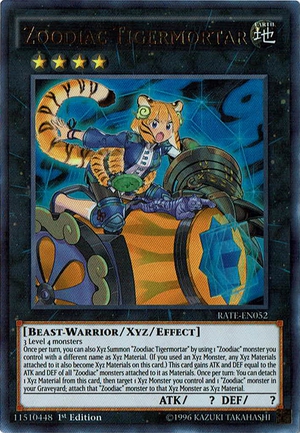 ZOODIAC TIGERMORTAR
EARTH
地
RATE-EN052
[BEAST-WARRIOR/XYZ/EFFECT]
3 Level 4 monsters
Once per turn, you can also Xyz Summon "Zoodiac Tigermortar" by using 1 "Zoodiac" monster you
control with a different name as Xyz Material. (If you used an Xyz Monster, any Xyz Materials
attached to it also become Xyz Materials on this card.) This card gains ATK and DEF equal to the
ATK and DEF of all "Zoodiac" monsters attached to it as Materials. Once per turn: You can detach
1 Xyz Material from this card, then target 1 Xyz Monster you control and 1 "Zoodiac" monster in
your Graveyard; attach that "Zoodiac" monster to that Xyz Monster as Xyz Material.
ATK/ ? DEF/ ?
11510448 1st Edition ©1996 KAZUKI TAKAHASHI